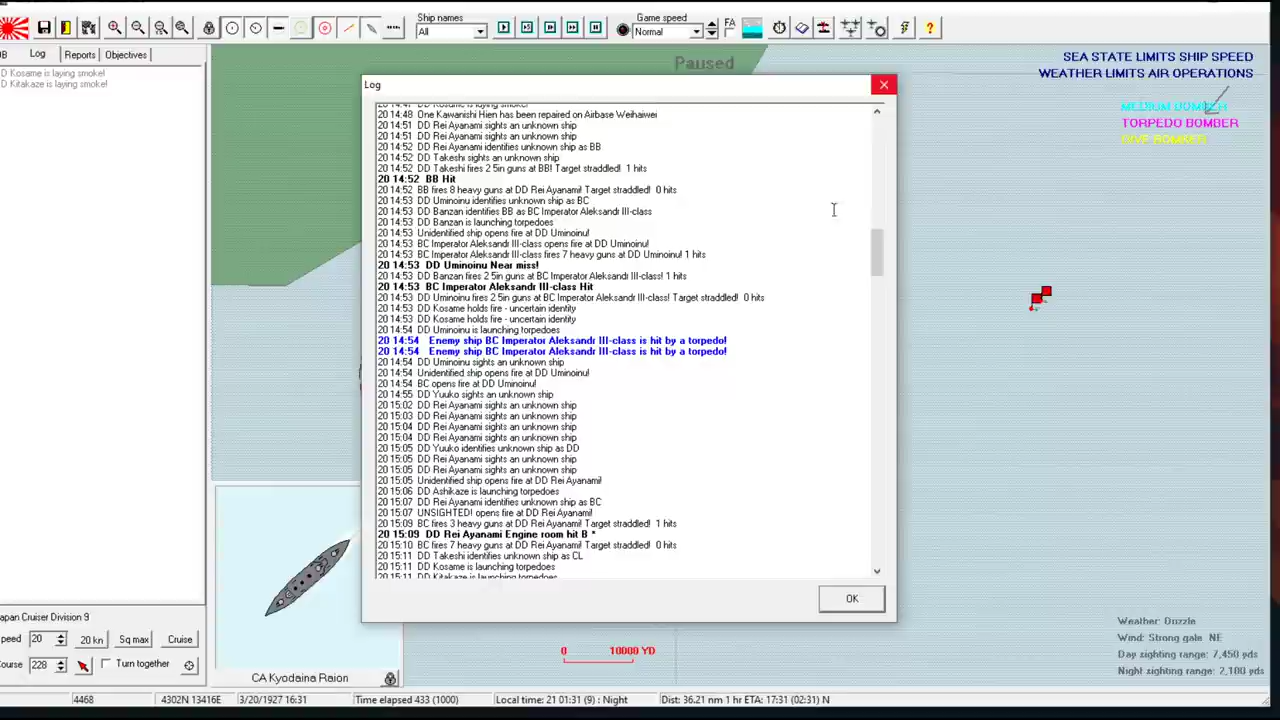 Ship names
All
Game speed
Normal
FA
Log
Reports
Objectives
D Kosame is laying smoke!
D Kitakaze is laying smoke!
Paused
SEA STATE LIMITS SHIP SPEED
WEATHER LIMITS AIR OPERATIONS
MEDIUM BOMBER
TORPEDO BOMBER
DIVE BOMBER
Log
20 14:47 DD Kosame is laying smoke!
20 14:48 One Kawanishi Hien has been repaired on Airbase Weihaiwei
20 14:51 DD Rei Ayanami sights an unknown ship
20 14:51 DD Rei Ayanami sights an unknown ship
20 14:52 DD Rei Ayanami identifies unknown ship as BB
20 14:52 DD Takeshi sights an unknown ship
20 14:52 DD Takeshi fires 2 5in guns at BB! Target straddled! 1 hits
20 14:52 BB Hit
20 14:52 BB fires 8 heavy guns at DD Rei Ayanami! Target straddled! 0 hits
20 14:53 DD Uminoinu identifies unknown ship as BC
20 14:53 DD Banzan identifies BB as BC Imperator Aleksandr III-class
20 14:53 DD Banzan is launching torpedoes
20 14:53 Unidentified ship opens fire at DD Uminoinu!
20 14:53 BC Imperator Aleksandr III-class opens fire at DD Uminoinu!
20 14:53 BC Imperator Aleksandr III-class fires 7 heavy guns at DD Uminoinu! 1 hits
20 14:53 DD Uminoinu Near miss!
20 14:53 DD Banzan fires 2 5in guns at BC Imperator Aleksandr III-class! 1 hits
20 14:53 BC Imperator Aleksandr III-class Hit
20 14:53 DD Uminoinu fires 2 5in guns at BC Imperator Aleksandr III-class! Target straddled! 0 hits
20 14:53 DD Kosame holds fire - uncertain identity
20 14:53 DD Kosame holds fire - uncertain identity
20 14:54 DD Uminoinu is launching torpedoes
20 14:54 Enemy ship BC Imperator Aleksandr III-class is hit by a torpedo!
20 14:54 Enemy ship BC Imperator Aleksandr III-class is hit by a torpedo!
20 14:54 DD Uminoinu sights an unknown ship
20 14:54 Unidentified ship opens fire at DD Uminoinu!
20 14:54 BC opens fire at DD Uminoinu!
20 14:55 DD Yuuko sights an unknown ship
20 15:02 DD Rei Ayanami sights an unknown ship
20 15:03 DD Rei Ayanami sights an unknown ship
20 15:04 DD Rei Ayanami sights an unknown ship
20 15:04 DD Rei Ayanami sights an unknown ship
20 15:05 DD Yuuko identifies unknown ship as DD
20 15:05 DD Rei Ayanami sights an unknown ship
20 15:05 DD Rei Ayanami sights an unknown ship
20 15:05 Unidentified ship opens fire at DD Rei Ayanami!
20 15:06 DD Ashikaze is launching torpedoes
20 15:07 DD Rei Ayanami identifies unknown ship as BC
20 15:07 UNSIGHTED! opens fire at DD Rei Ayanami!
20 15:09 BC fires 3 heavy guns at DD Rei Ayanami! Target straddled! 1 hits
20 15:09 DD Rei Ayanami Engine room hit B *
20 15:10 BC fires 7 heavy guns at DD Rei Ayanami! Target straddled! 0 hits
20 15:11 DD Takeshi identifies unknown ship as CL
20 15:11 DD Kosame is launching torpedoes
20 15:11 DD Kitakaze is launching torpedoes
OK
apan Cruiser Division 9
peed 20 20 kn Sq max Cruise
ourse 228 Turn together
CA Kyodaina Raion
0 10000 YD
Weather: Drizzle
Wind: Strong gale NE
Day sighting range: 7,450 yds
Night sighting range: 2,100 yds
4468 4302N 13416E 3/20/1927 16:31 Time elapsed 433 (1000) Local time: 21 01:31 (9) : Night Dist: 36.21 nm 1 hr ETA: 17:31 (02:31) N